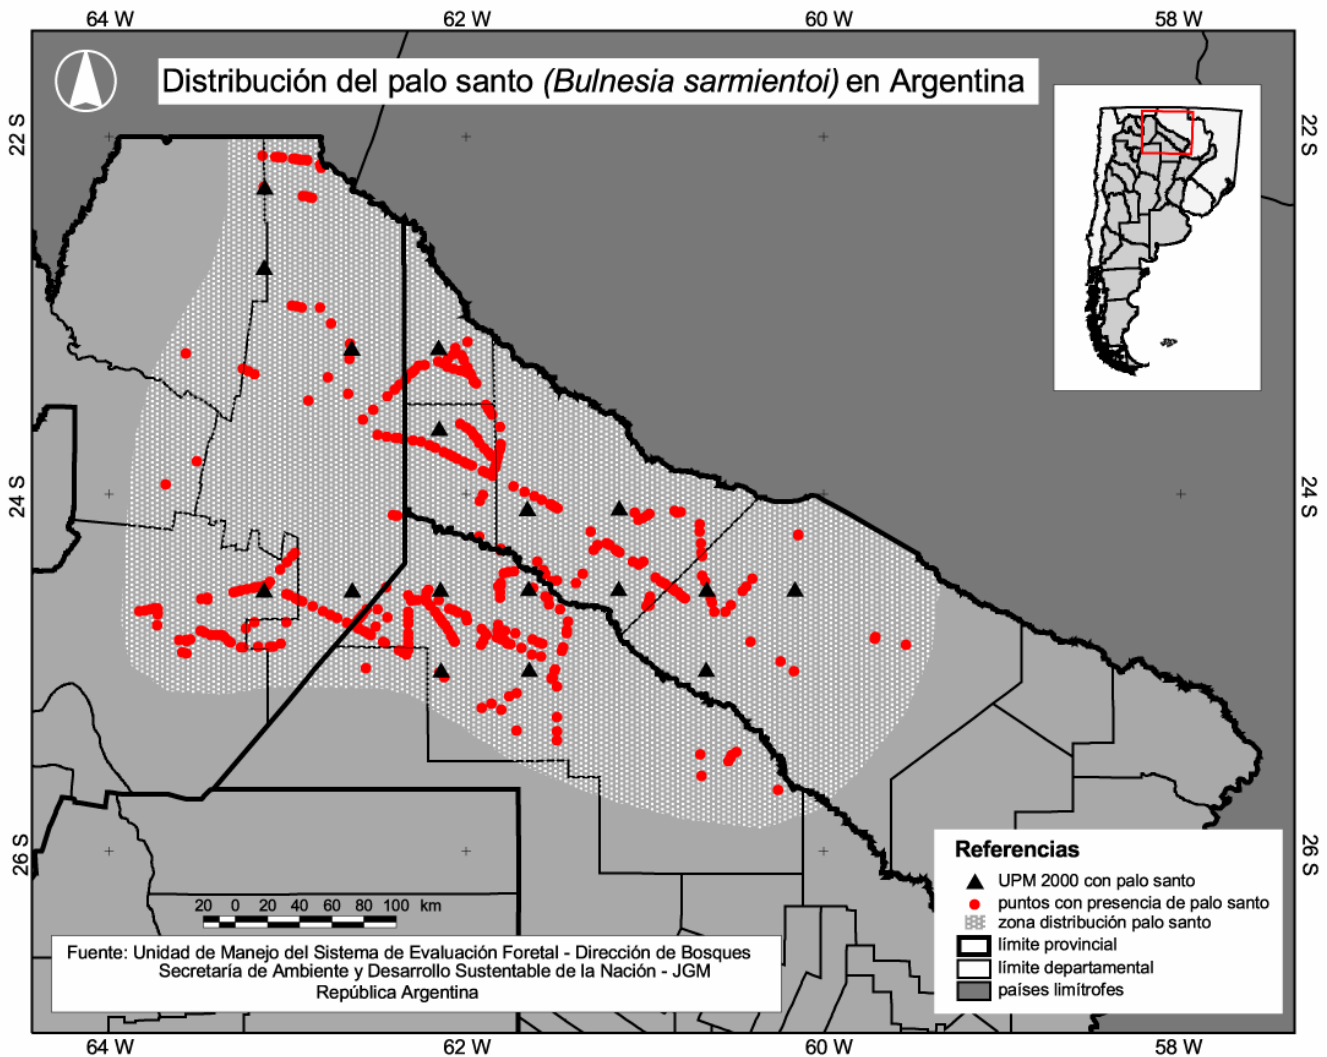 64 W 62 W 60 W 58 W
Distribución del palo santo (Bulnesia sarmientoi) en Argentina
22 S 22 S
24 S 24 S
26 S 26 S
Referencias
UPM 2000 con palo santo
puntos con presencia de palo santo
zona distribución palo santo
límite provincial
límite departamental
países limítrofes
20 0 20 40 60 80 100 km
Fuente: Unidad de Manejo del Sistema de Evaluación Foretal - Dirección de Bosques
Secretaría de Ambiente y Desarrollo Sustentable de la Nación - JGM
República Argentina
64 W 62 W 60 W 58 W